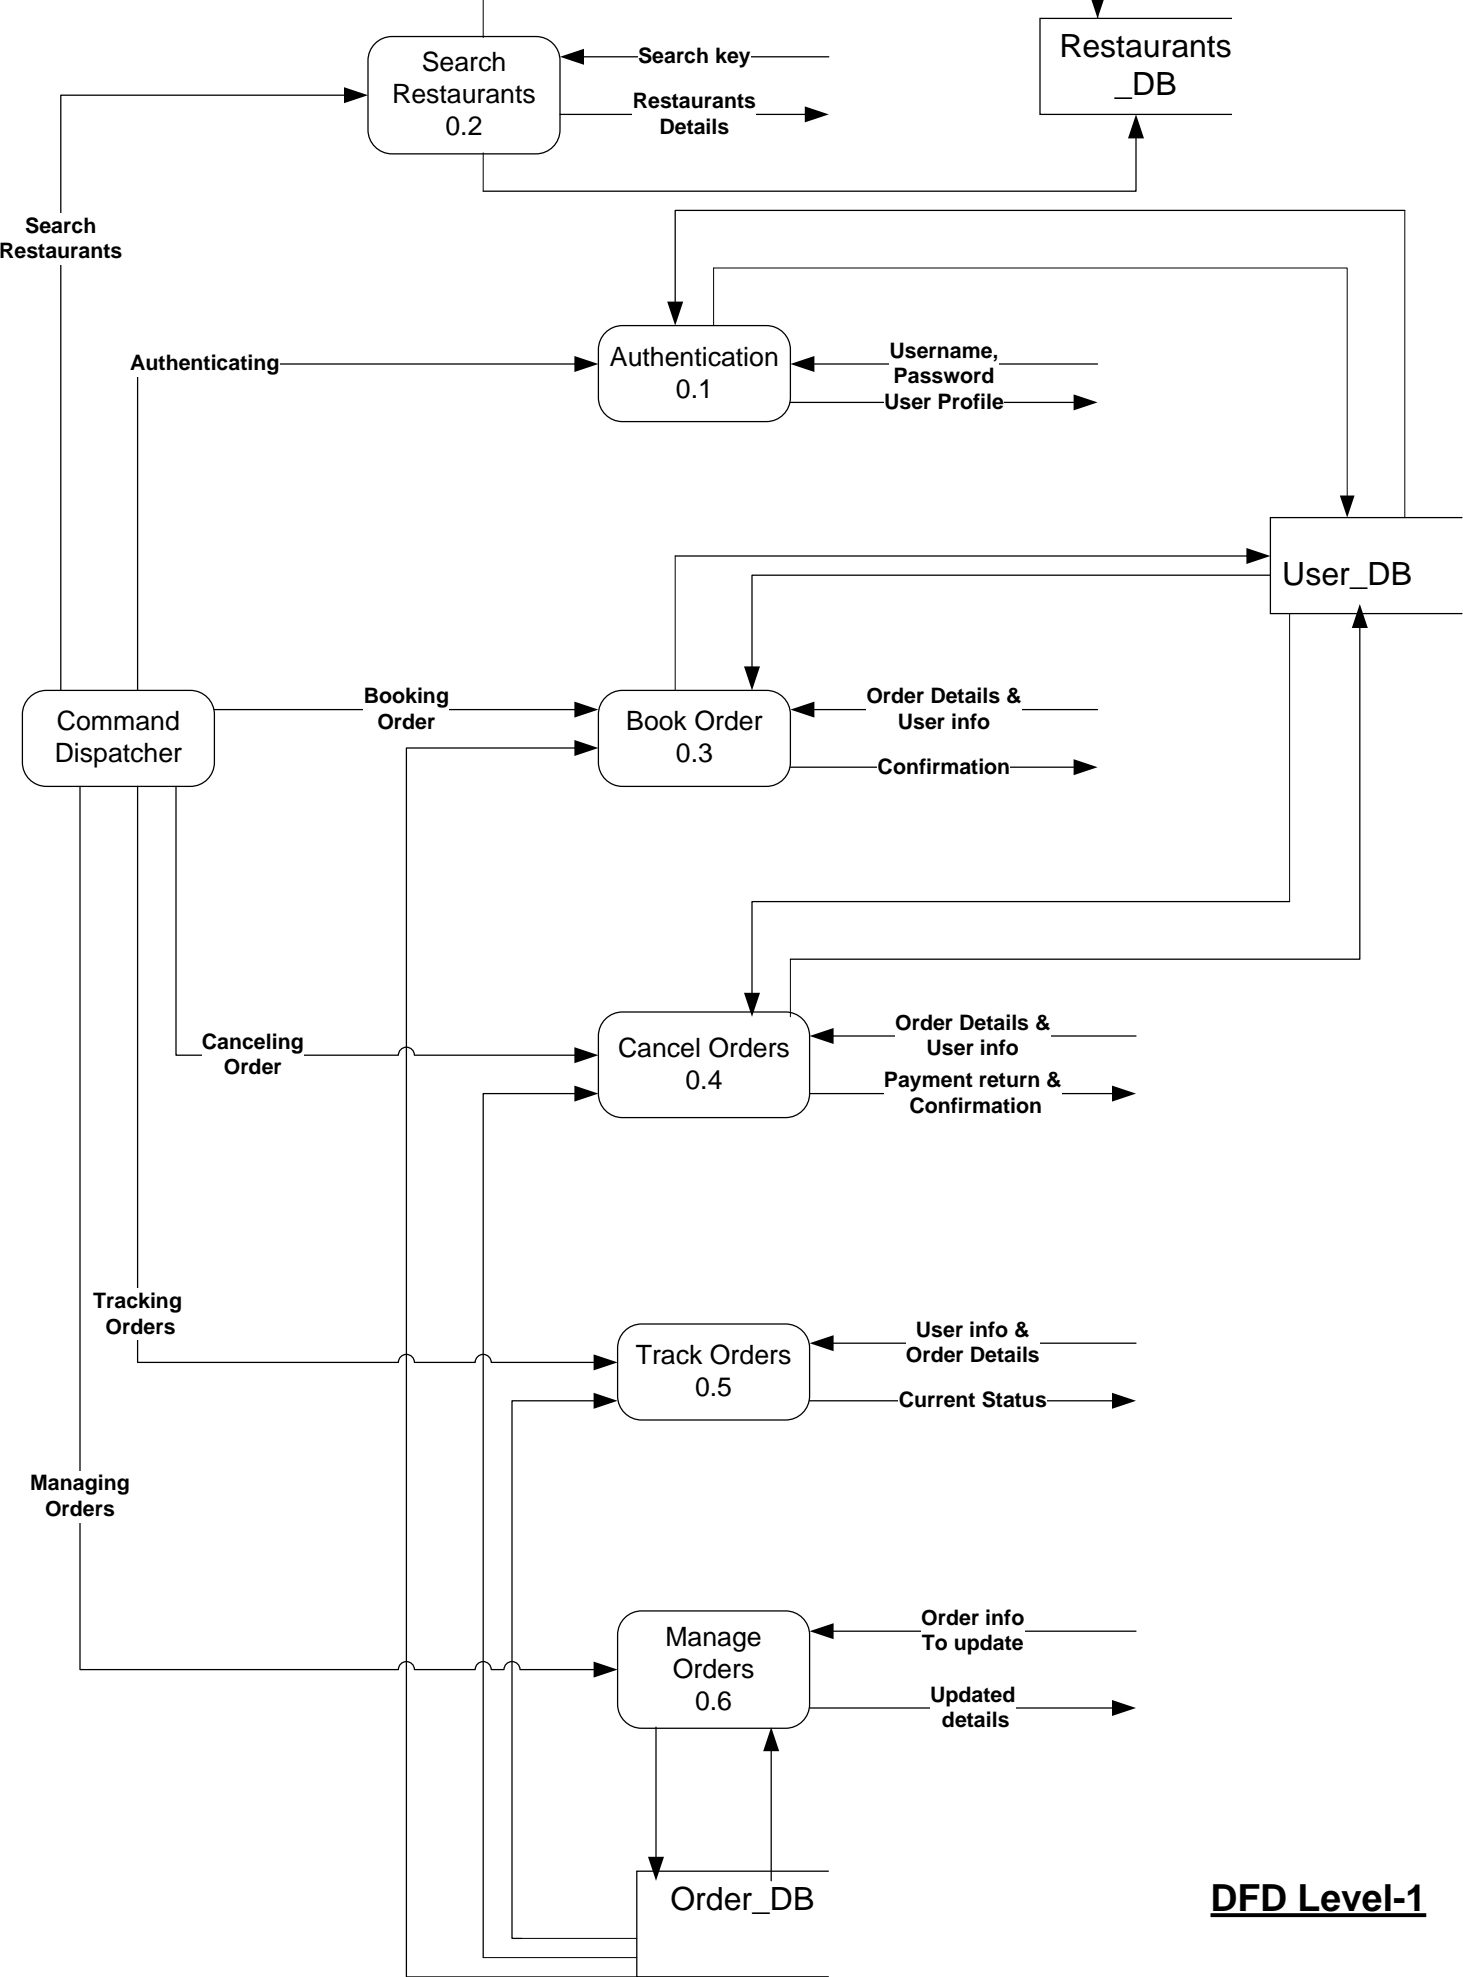 Search
Restaurants
0.2
Search key
Restaurants
Details
Restaurants
_DB
Search
Restaurants
Authenticating
Authentication
0.1
Username,
Password
User Profile
User_DB
Command
Dispatcher
Booking
Order
Book Order
0.3
Order Details &
User info
Confirmation
Canceling
Order
Cancel Orders
0.4
Order Details &
User info
Payment return &
Confirmation
Tracking
Orders
Track Orders
0.5
User info &
Order Details
Current Status
Managing
Orders
Manage
Orders
0.6
Order info
To update
Updated
details
Order_DB
DFD Level-1